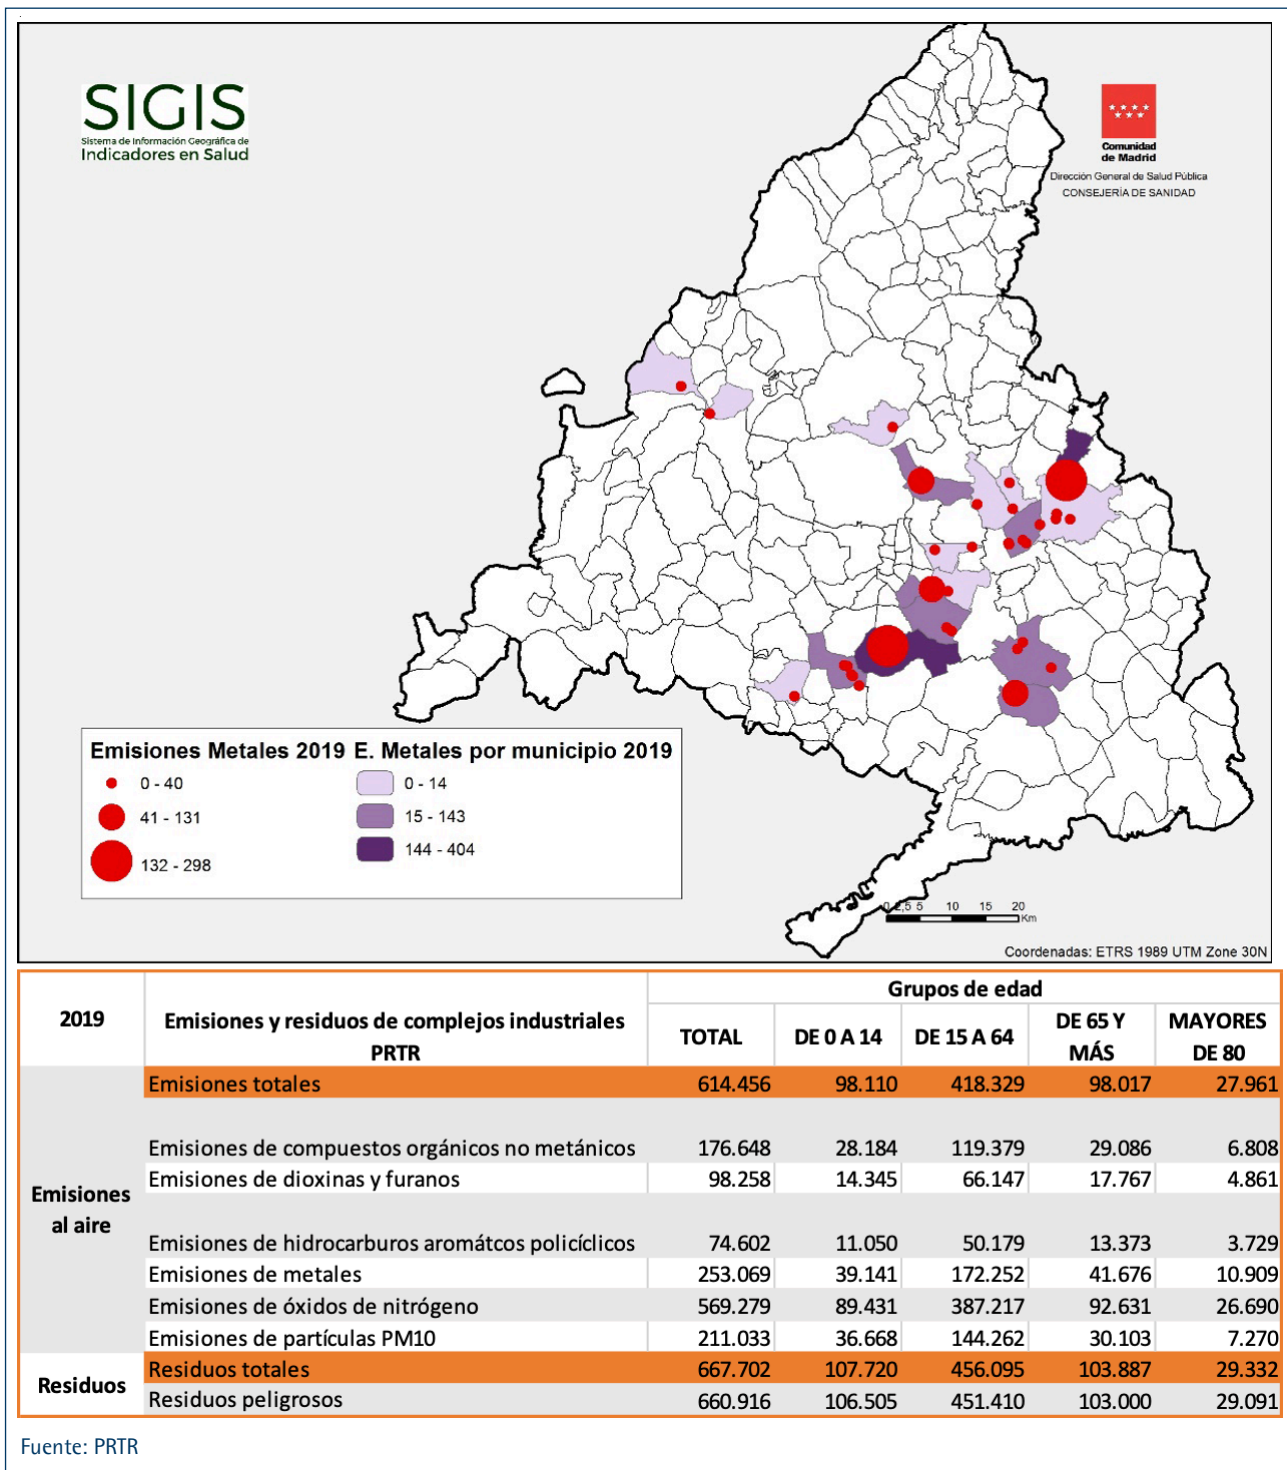 SIGIS
Sistema de Información Geográfica de
Indicadores en Salud
Comunidad
de Madrid
Dirección General de Salud Pública
CONSEJERÍA DE SANIDAD
Emisiones Metales 2019
0 - 40
41 - 131
132 - 298
E. Metales por municipio 2019
0 - 14
15 - 143
144 - 404
0 2,5 5 10 15 20
Km
Coordenadas: ETRS 1989 UTM Zone 30N
2019
Emisiones y residuos de complejos industriales
PRTR
Grupos de edad
TOTAL DE 0 A 14 DE 15 A 64 DE 65 Y MÁS MAYORES DE 80
Emisiones al aire
Emisiones totales 614.456 98.110 418.329 98.017 27.961
Emisiones de compuestos orgánicos no metánicos 176.648 28.184 119.379 29.086 6.808
Emisiones de dioxinas y furanos 98.258 14.345 66.147 17.767 4.861
Emisiones de hidrocarburos aromátcos policíclicos 74.602 11.050 50.179 13.373 3.729
Emisiones de metales 253.069 39.141 172.252 41.676 10.909
Emisiones de óxidos de nitrógeno 569.279 89.431 387.217 92.631 26.690
Emisiones de partículas PM10 211.033 36.668 144.262 30.103 7.270
Residuos
Residuos totales 667.702 107.720 456.095 103.887 29.332
Residuos peligrosos 660.916 106.505 451.410 103.000 29.091
Fuente: PRTR